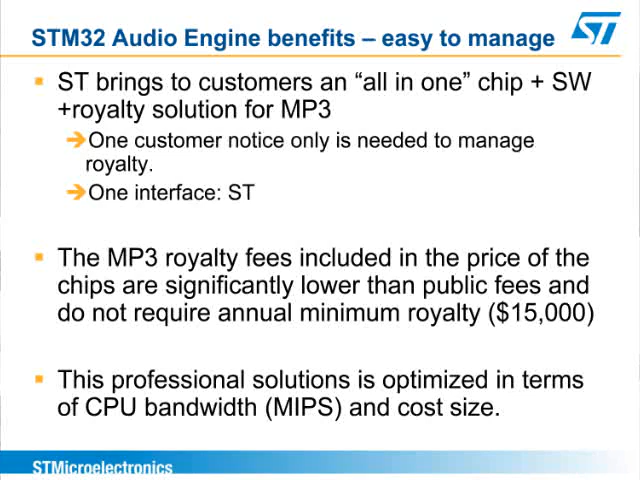 STM32 Audio Engine benefits – easy to manage
ST
ST brings to customers an “all in one” chip + SW
+royalty solution for MP3
One customer notice only is needed to manage
royalty.
One interface: ST
The MP3 royalty fees included in the price of the
chips are significantly lower than public fees and
do not require annual minimum royalty ($15,000)
This professional solutions is optimized in terms
of CPU bandwidth (MIPS) and cost size.
STMicroelectronics